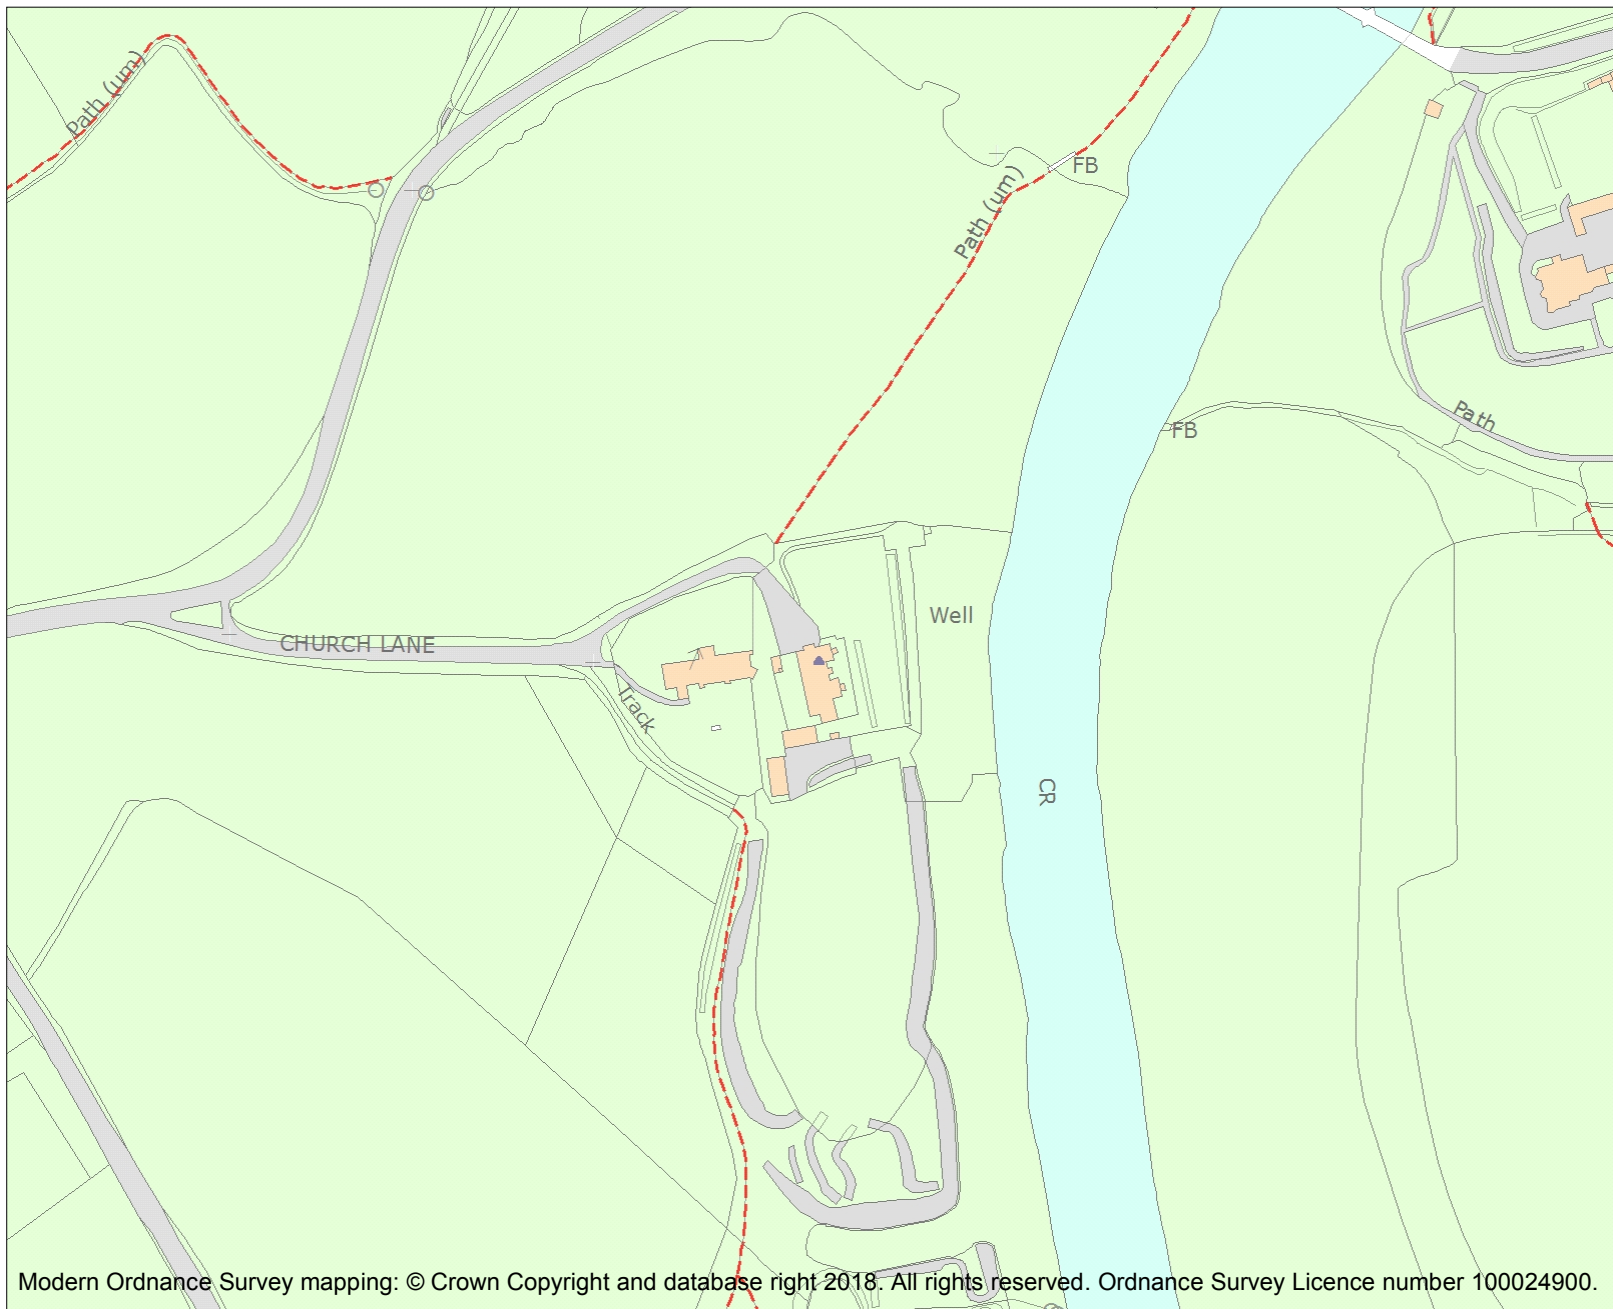 Path (um)
FB
Path (um)
Path
FB
Well
CHURCH LANE
Track
CR
Modern Ordnance Survey mapping: © Crown Copyright and database right 2018. All rights reserved. Ordnance Survey Licence number 100024900.